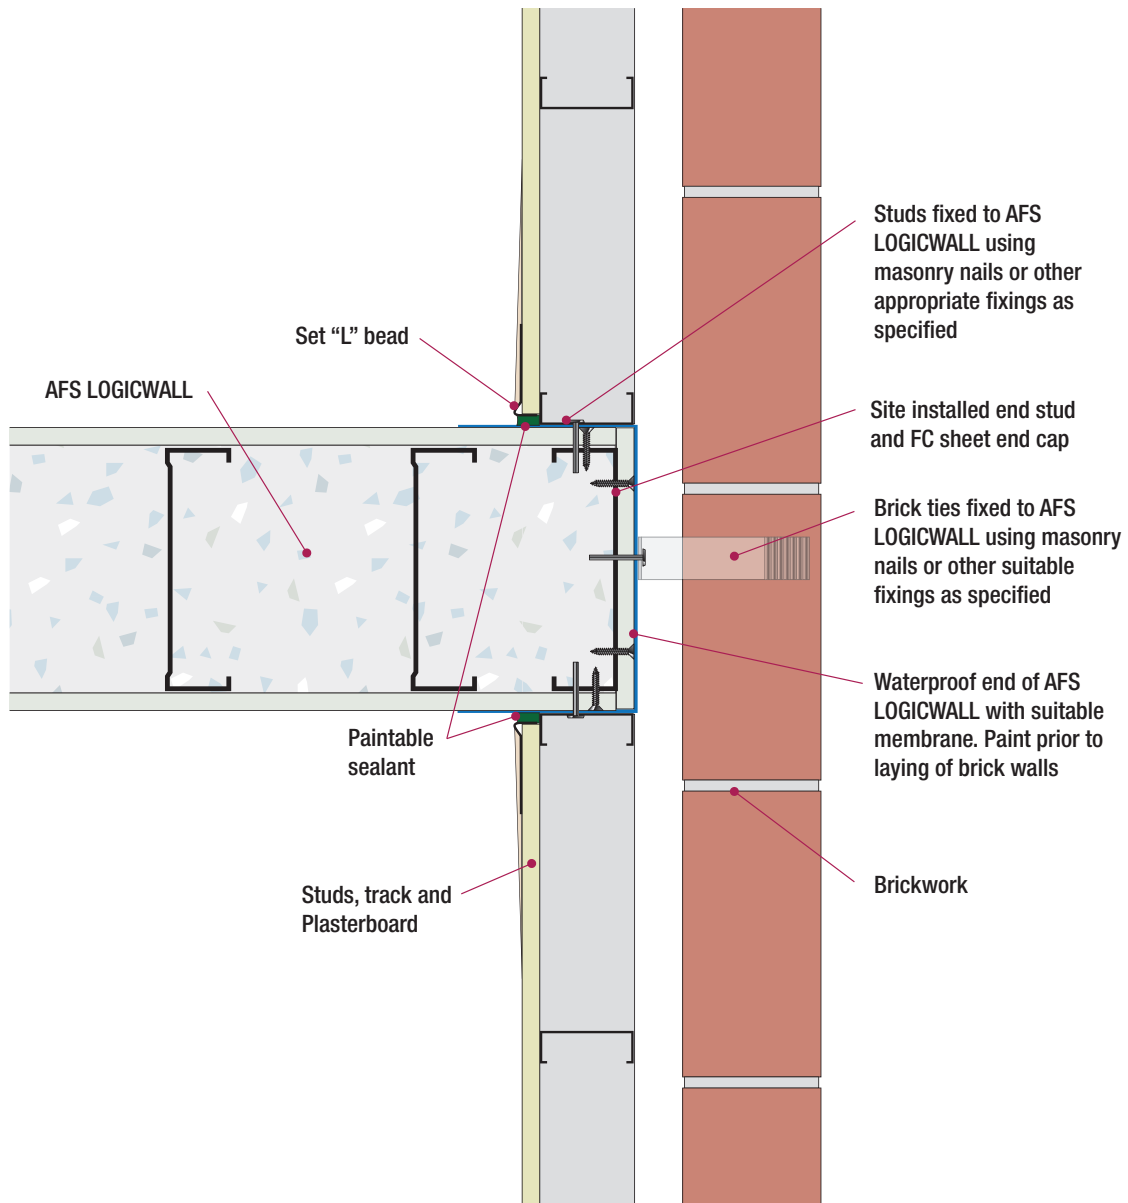 Studs fixed to AFS
LOGICWALL using
masonry nails or other
appropriate fixings as
specified
Set “L” bead
AFS LOGICWALL
Site installed end stud
and FC sheet end cap
Brick ties fixed to AFS
LOGICWALL using masonry
nails or other suitable
fixings as specified
Waterproof end of AFS
LOGICWALL with suitable
membrane. Paint prior to
laying of brick walls
Paintable
sealant
Studs, track and
Plasterboard
Brickwork